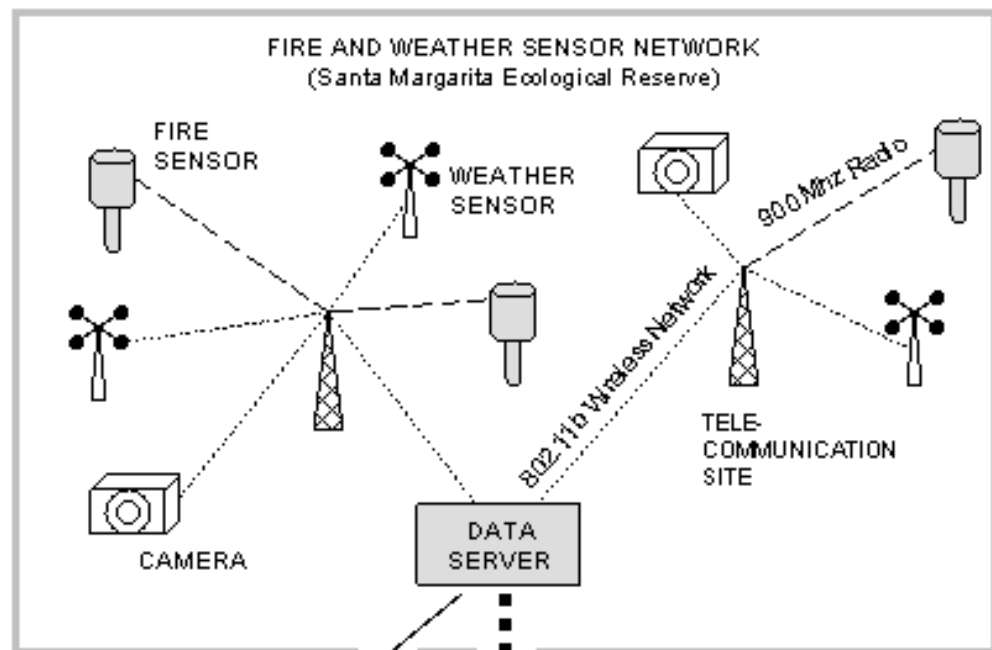 FIRE AND WEATHER SENSOR NETWORK
(Santa Margarita Ecological Reserve)
FIRE
SENSOR
WEATHER
SENSOR
900 Mhz Radio
802.11b Wireless Network
TELE-
COMMUNICATION
SITE
CAMERA
DATA
SERVER